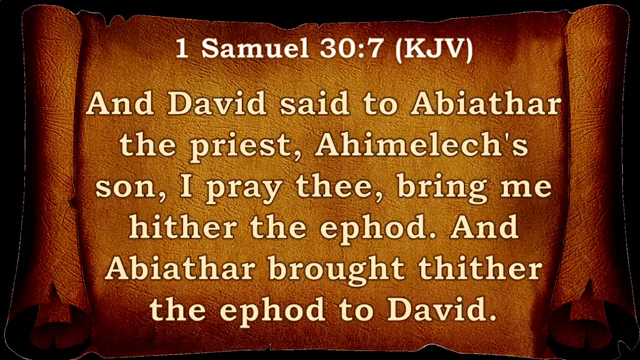 1 Samuel 30:7 (KJV)
And David said to Abiathar
the priest, Ahimelech's
son, I pray thee, bring me
hither the ephod. And
Abiathar brought thither
the ephod to David.